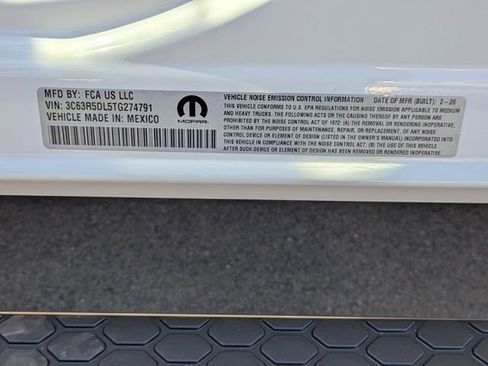 MFD BY: FCA US LLC
VIN: 3C63R5DL5TG274791
VEHICLE MADE IN: MEXICO
MOPAR
VEHICLE NOISE EMISSION CONTROL INFORMATION DATE OF MFR (BUILT): 2-26
THIS VEHICLE CONFORMS TO U.S. EPA REGULATIONS FOR NOISE EMISSION APPLICABLE TO MEDIUM
AND HEAVY TRUCKS. THE FOLLOWING ACTS OR THE CAUSING THEREOF BY ANY PERSON ARE
PROHIBITED BY THE NOISE CONTROL ACT OF 1972: (A) THE REMOVAL OR RENDERING INOPERATIVE,
OTHER THAN FOR PURPOSES OF MAINTENANCE, REPAIR, OR REPLACEMENT, OF ANY NOISE
CONTROL DEVICE OR ELEMENT OF DESIGN (LISTED IN THE OWNER'S MANUAL) INCORPORATED
INTO THIS VEHICLE IN COMPLIANCE WITH THE NOISE CONTROL ACT; (B) THE USE OF THIS VEHICLE
AFTER SUCH DEVICE OR ELEMENT OF DESIGN HAS BEEN REMOVED OR RENDERED INOPERATIVE.